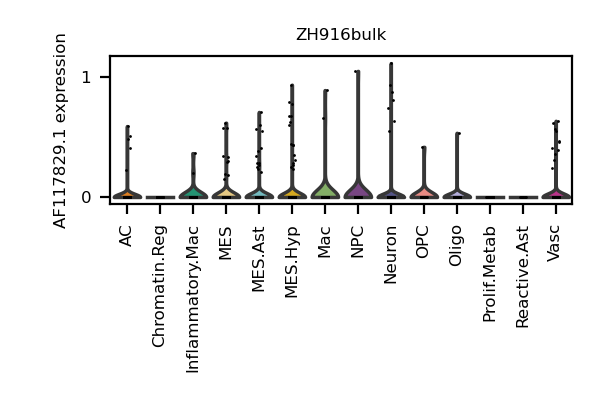 ZH916bulk
AF117829.1 expression
1
0
AC
Chromatin.Reg
Inflammatory.Mac
MES
MES.Ast
MES.Hyp
Mac
NPC
Neuron
OPC
Oligo
Prolif.Metab
Reactive.Ast
Vasc